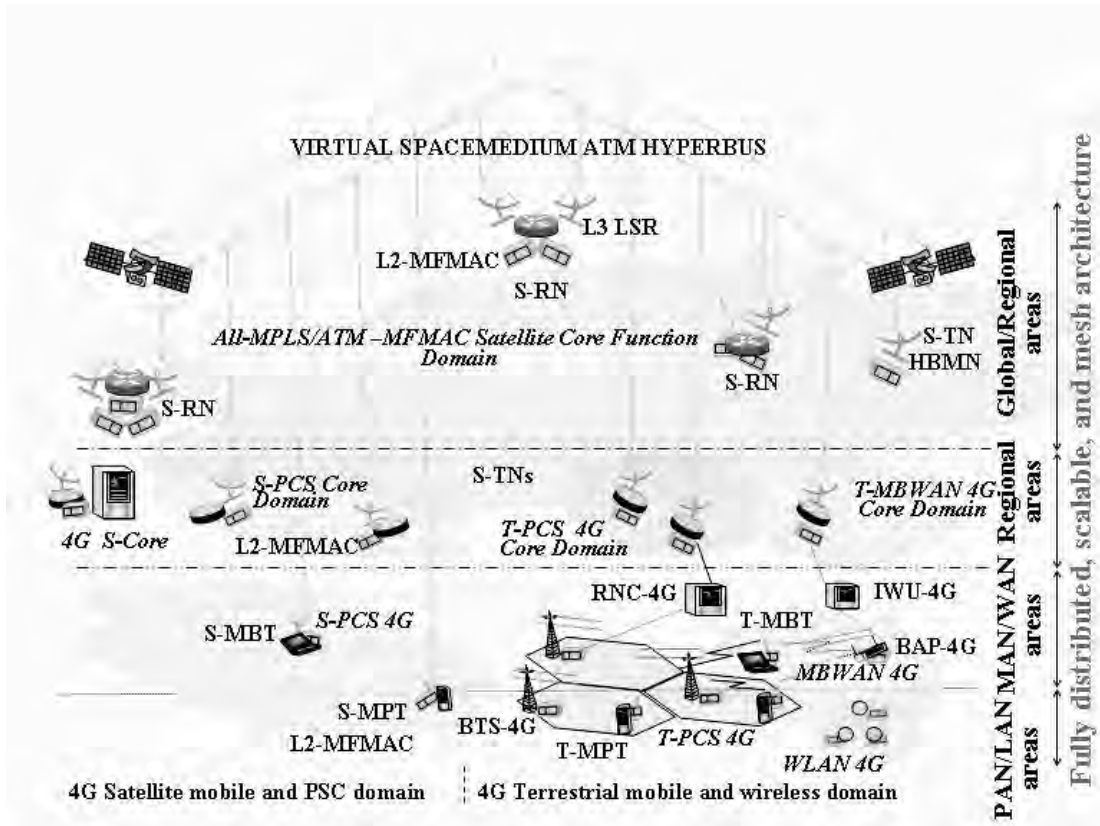 VIRTUAL SPACEMEDIUM ATM HYPERBUS
L3 LSR
L2-MFMAC
S-RN
All-MPLS/ATM –MFMAC Satellite Core Function
Domain
S-RN
S-TN
HBMN
S-RN
Global/Regional
areas
S-TNs
S-PCS Core
Domain
4G S-Core
L2-MFMAC
T-PCS 4G
Core Domain
T-MBWAN 4G
Core Domain
Regional
areas
RNC-4G
IWU-4G
T-MBT
S-MBT
S-PCS 4G
BAP-4G
MBWAN 4G
MAN/WAN
areas
S-MPT
L2-MFMAC
BTS-4G
T-MPT
T-PCS 4G
WLAN 4G
PAN/LAN
areas
4G Satellite mobile and PSC domain
4G Terrestrial mobile and wireless domain
Fully distributed, scalable, and mesh architecture